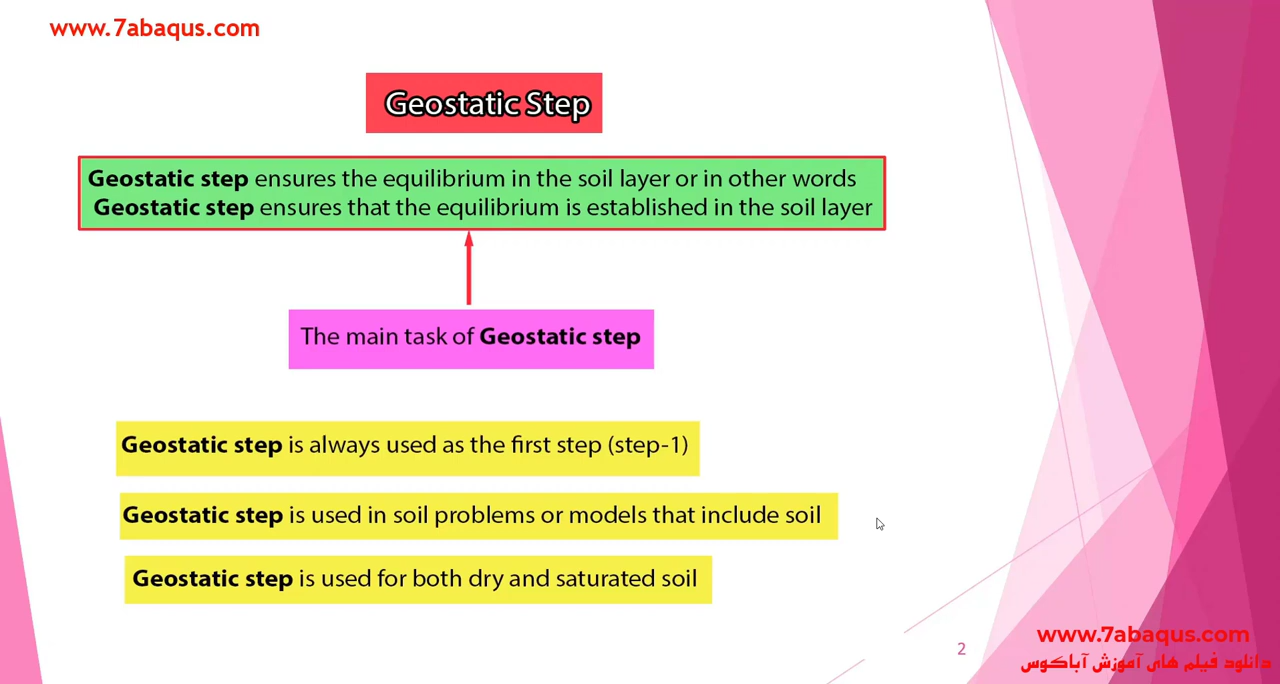 www.7abaqus.com
Geostatic Step
Geostatic step ensures the equilibrium in the soil layer or in other words
Geostatic step ensures that the equilibrium is established in the soil layer
The main task of Geostatic step
Geostatic step is always used as the first step (step-1)
Geostatic step is used in soil problems or models that include soil
Geostatic step is used for both dry and saturated soil
2
www.7abaqus.com
دانلود فیلم های آموزش آباکوس